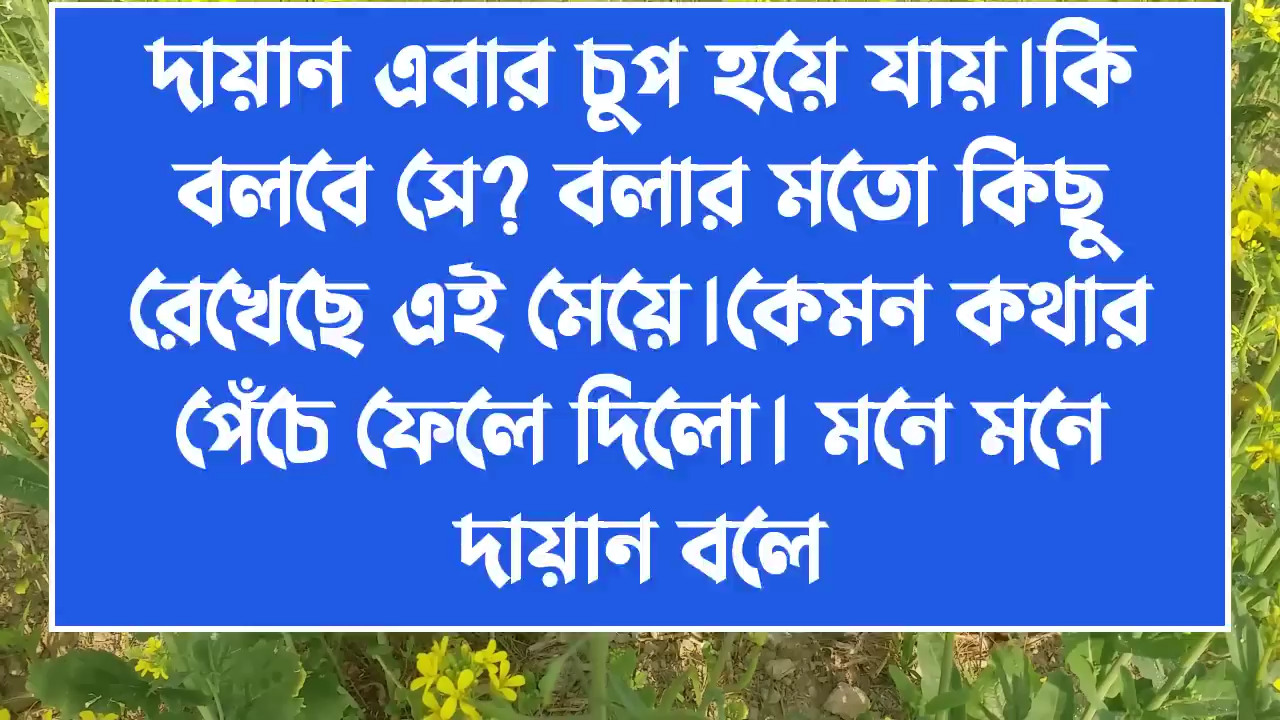 দায়ান এবার চুপ হয়ে যায়।কি
বলবে সে? বলার মতো কিছু
রেখেছে এই মেয়ে।কেমন কথার
পেঁচে ফেলে দিলো। মনে মনে
দায়ান বলে